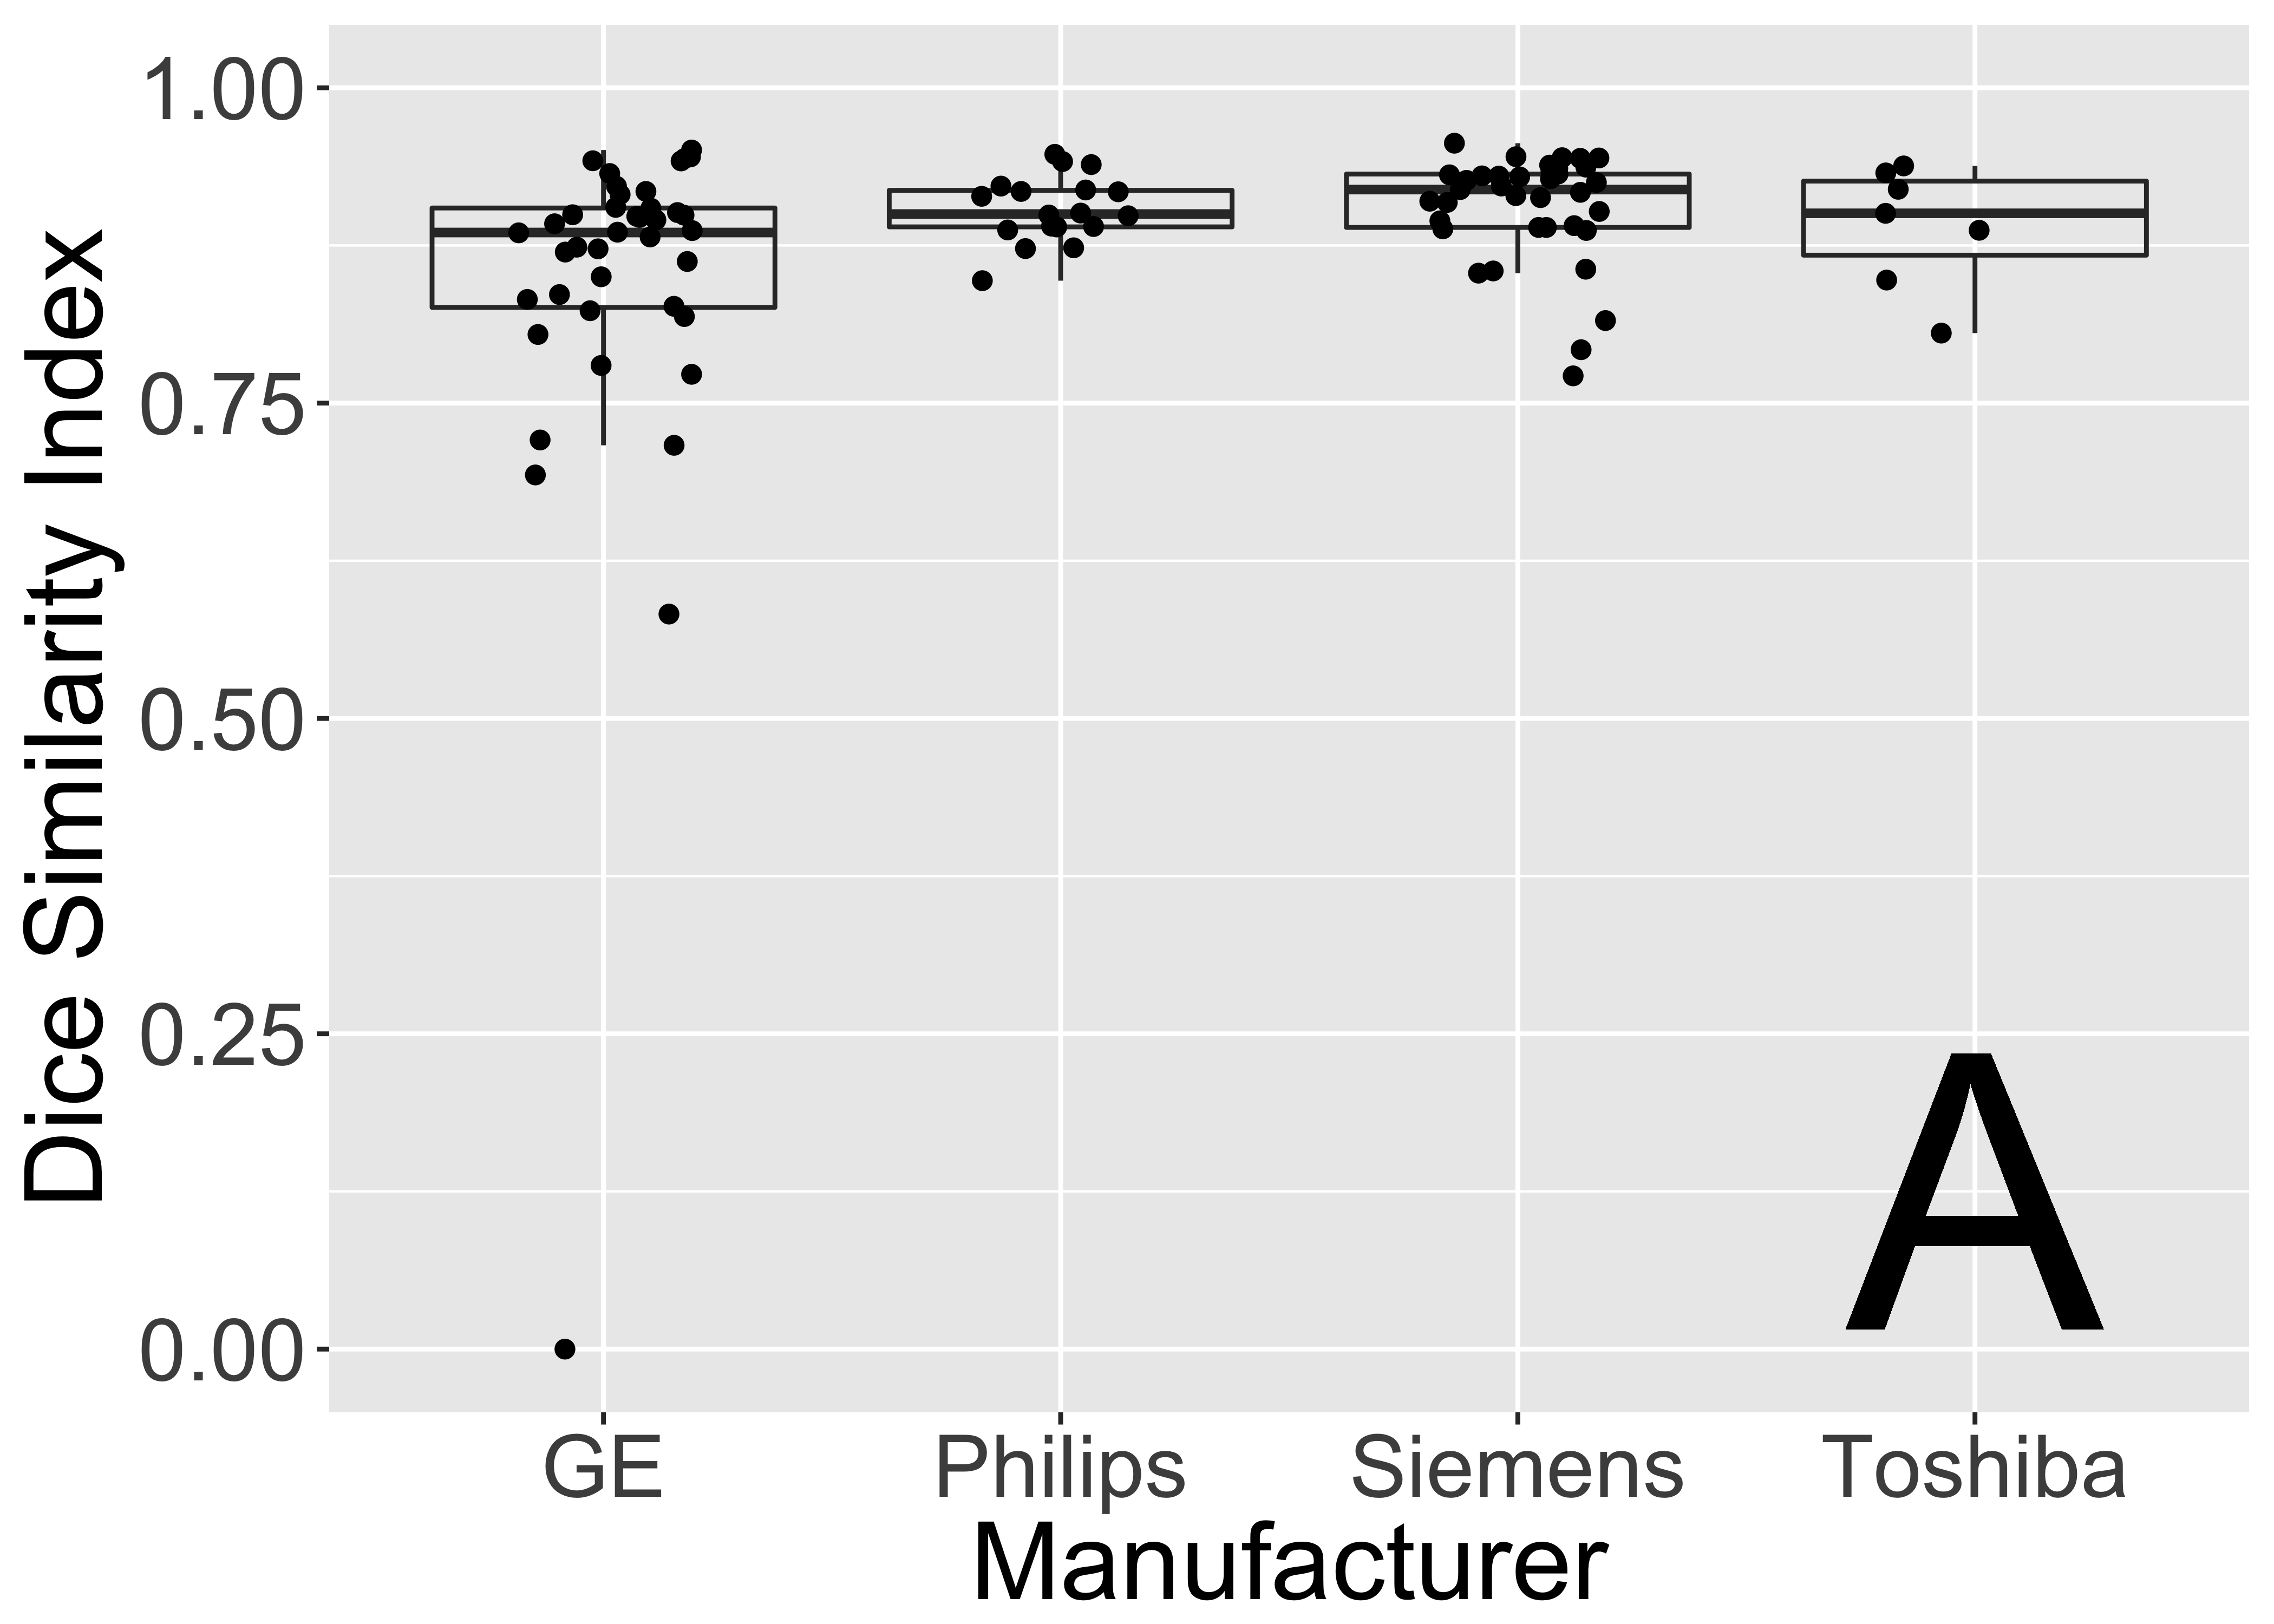 Dice Similarity Index
1.00
0.75
0.50
0.25
0.00
A
GE Philips Siemens Toshiba
Manufacturer